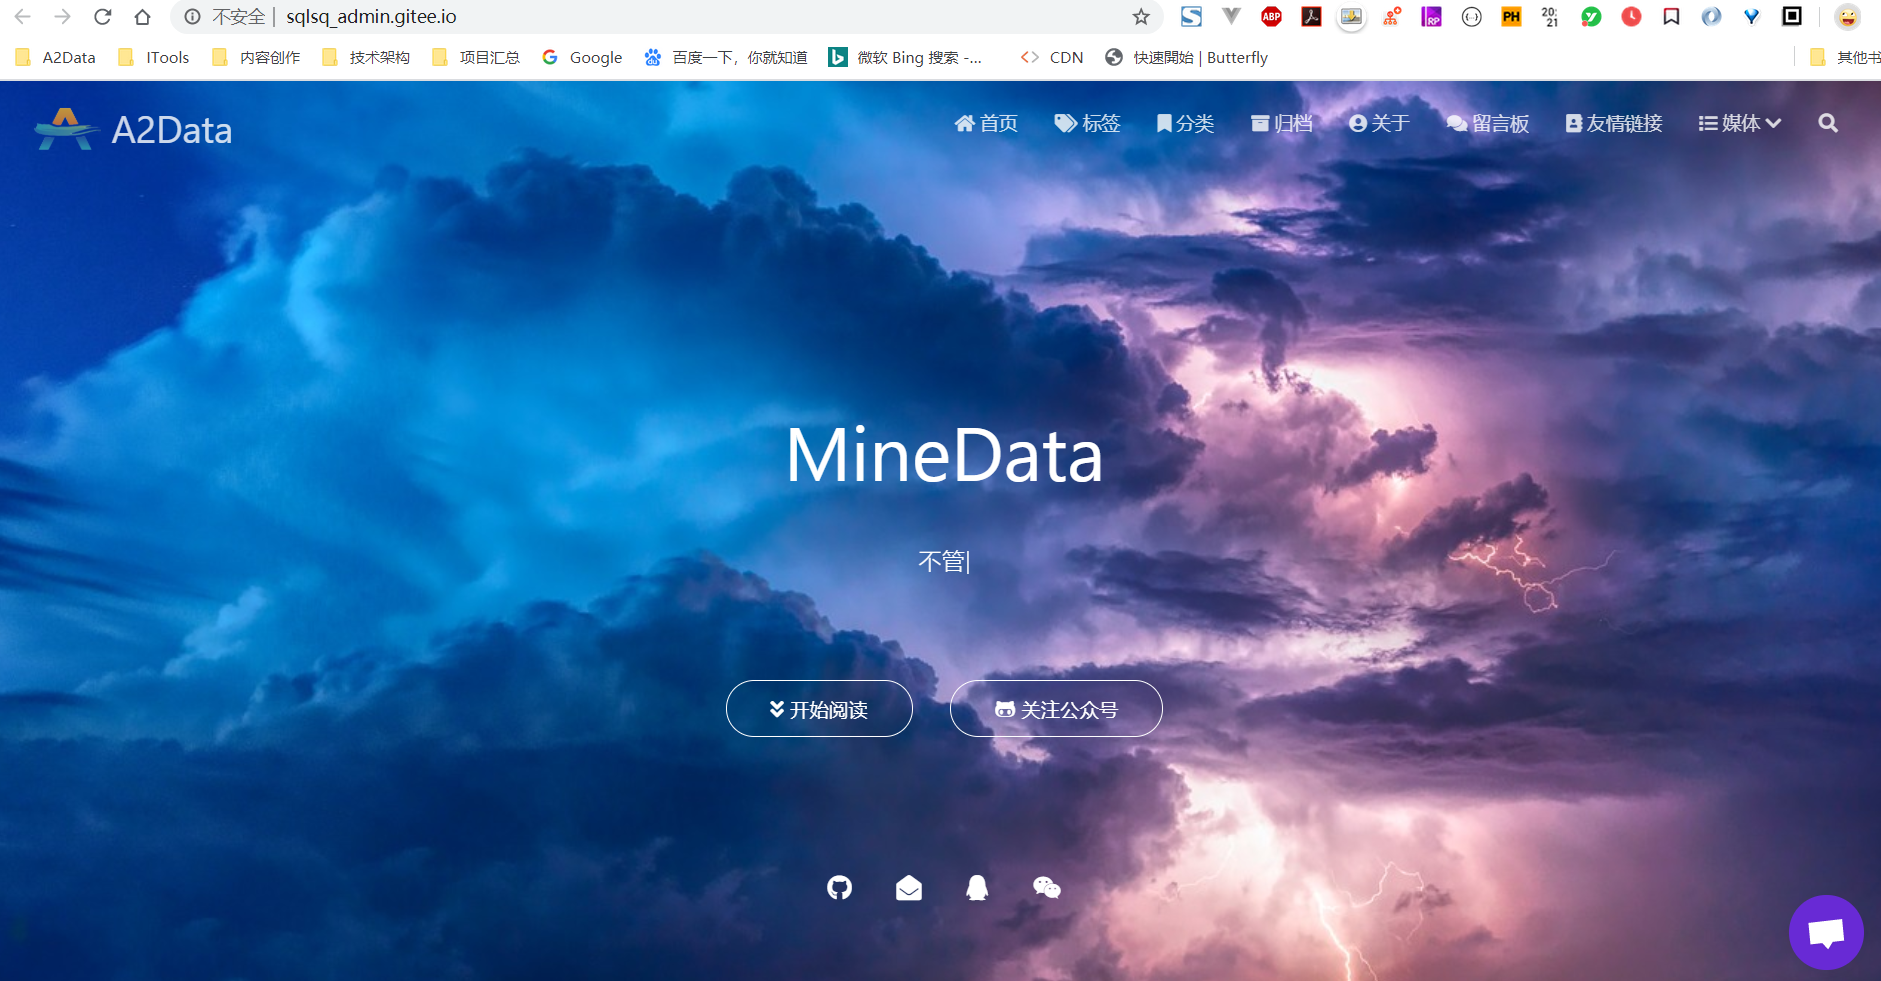 不安全 | sqlsq_admin.gitee.io
ABP RP PH 20: 21
A2Data ITools 内容创作 技术架构 项目汇总 Google 百度一下，你就知道 微软 Bing 搜索 -... CDN 快速開始 | Butterfly 其他书
A2Data 首页 标签 分类 归档 关于 留言板 友情链接 媒体
MineData
不管|
开始阅读 关注公众号